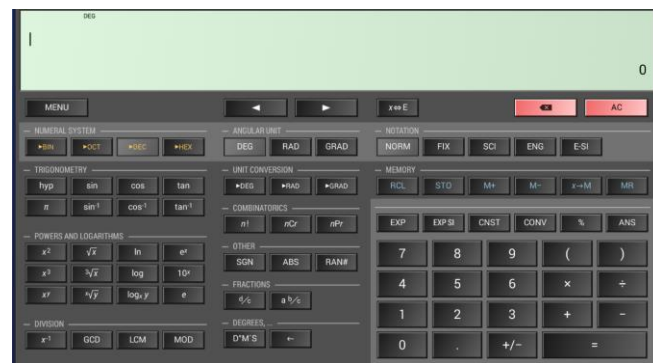 DEG
0
MENU ◄ ► x⇔E AC
NUMERAL SYSTEM ANGULAR UNIT NOTATION
►BIN ►OCT ►DEC ►HEX DEG RAD GRAD NORM FIX SCI ENG E-SI
TRIGONOMETRY UNIT CONVERSION MEMORY
hyp sin cos tan ►DEG ►RAD ►GRAD RCL STO M+ M− x→M MR
COMBINATORICS
π sin⁻¹ cos⁻¹ tan⁻¹ n! nCr nPr EXP EXP SI CNST CONV % ANS
POWERS AND LOGARITHMS OTHER
x² √x ln eˣ SGN ABS RAN# 7 8 9 ( )
x³ ³√x log 10ˣ 4 5 6 × ÷
FRACTIONS
xʸ ˣ√y logₓ y e d/c a b/c 1 2 3 + −
DIVISION DEGREES, ...
x⁻¹ GCD LCM MOD D°M'S ← 0 . +/− =